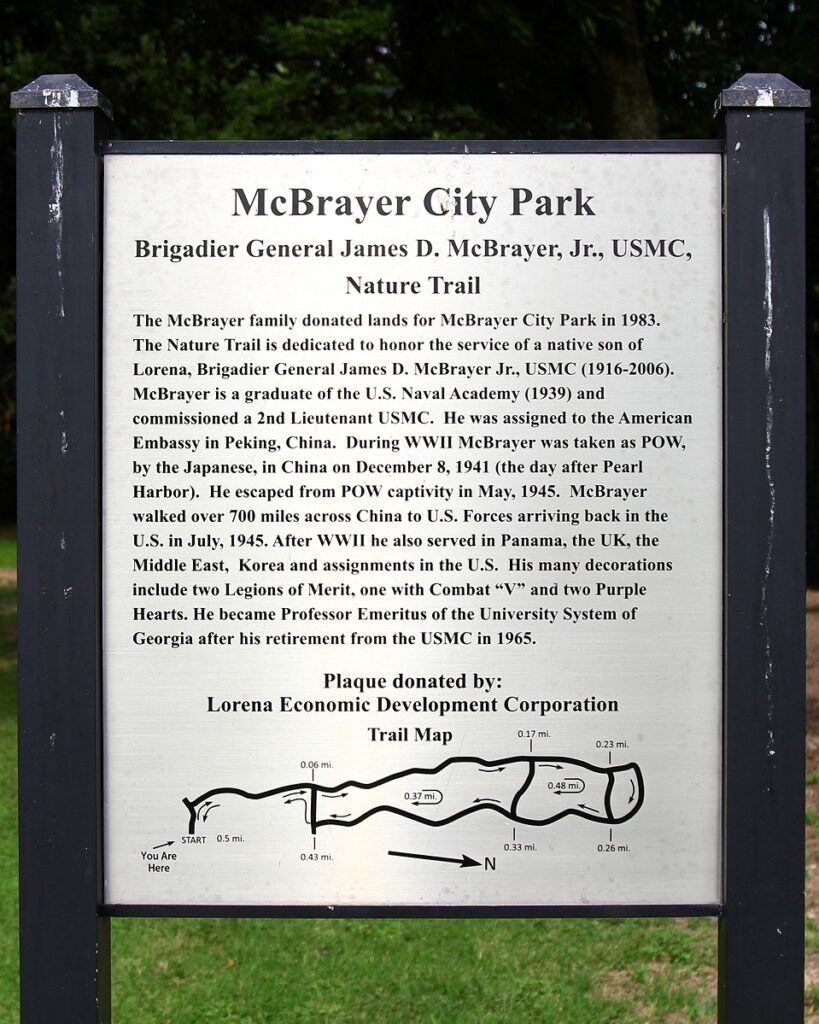 McBrayer City Park
Brigadier General James D. McBrayer, Jr., USMC,
Nature Trail
The McBrayer family donated lands for McBrayer City Park in 1983.
The Nature Trail is dedicated to honor the service of a native son of
Lorena, Brigadier General James D. McBrayer Jr., USMC (1916-2006).
McBrayer is a graduate of the U.S. Naval Academy (1939) and
commissioned a 2nd Lieutenant USMC.  He was assigned to the American
Embassy in Peking, China.  During WWII McBrayer was taken as POW,
by the Japanese, in China on December 8, 1941 (the day after Pearl
Harbor).  He escaped from POW captivity in May, 1945.  McBrayer
walked over 700 miles across China to U.S. Forces arriving back in the
U.S. in July, 1945. After WWII he also served in Panama, the UK, the
Middle East,  Korea and assignments in the U.S.  His many decorations
include two Legions of Merit, one with Combat “V” and two Purple
Hearts. He became Professor Emeritus of the University System of
Georgia after his retirement from the USMC in 1965.
Plaque donated by:
Lorena Economic Development Corporation
Trail Map
0.17 mi.
0.23 mi.
0.06 mi.
0.48 mi.
0.37 mi.
START 0.5 mi.
0.33 mi.
0.26 mi.
0.43 mi.
You Are
Here
N